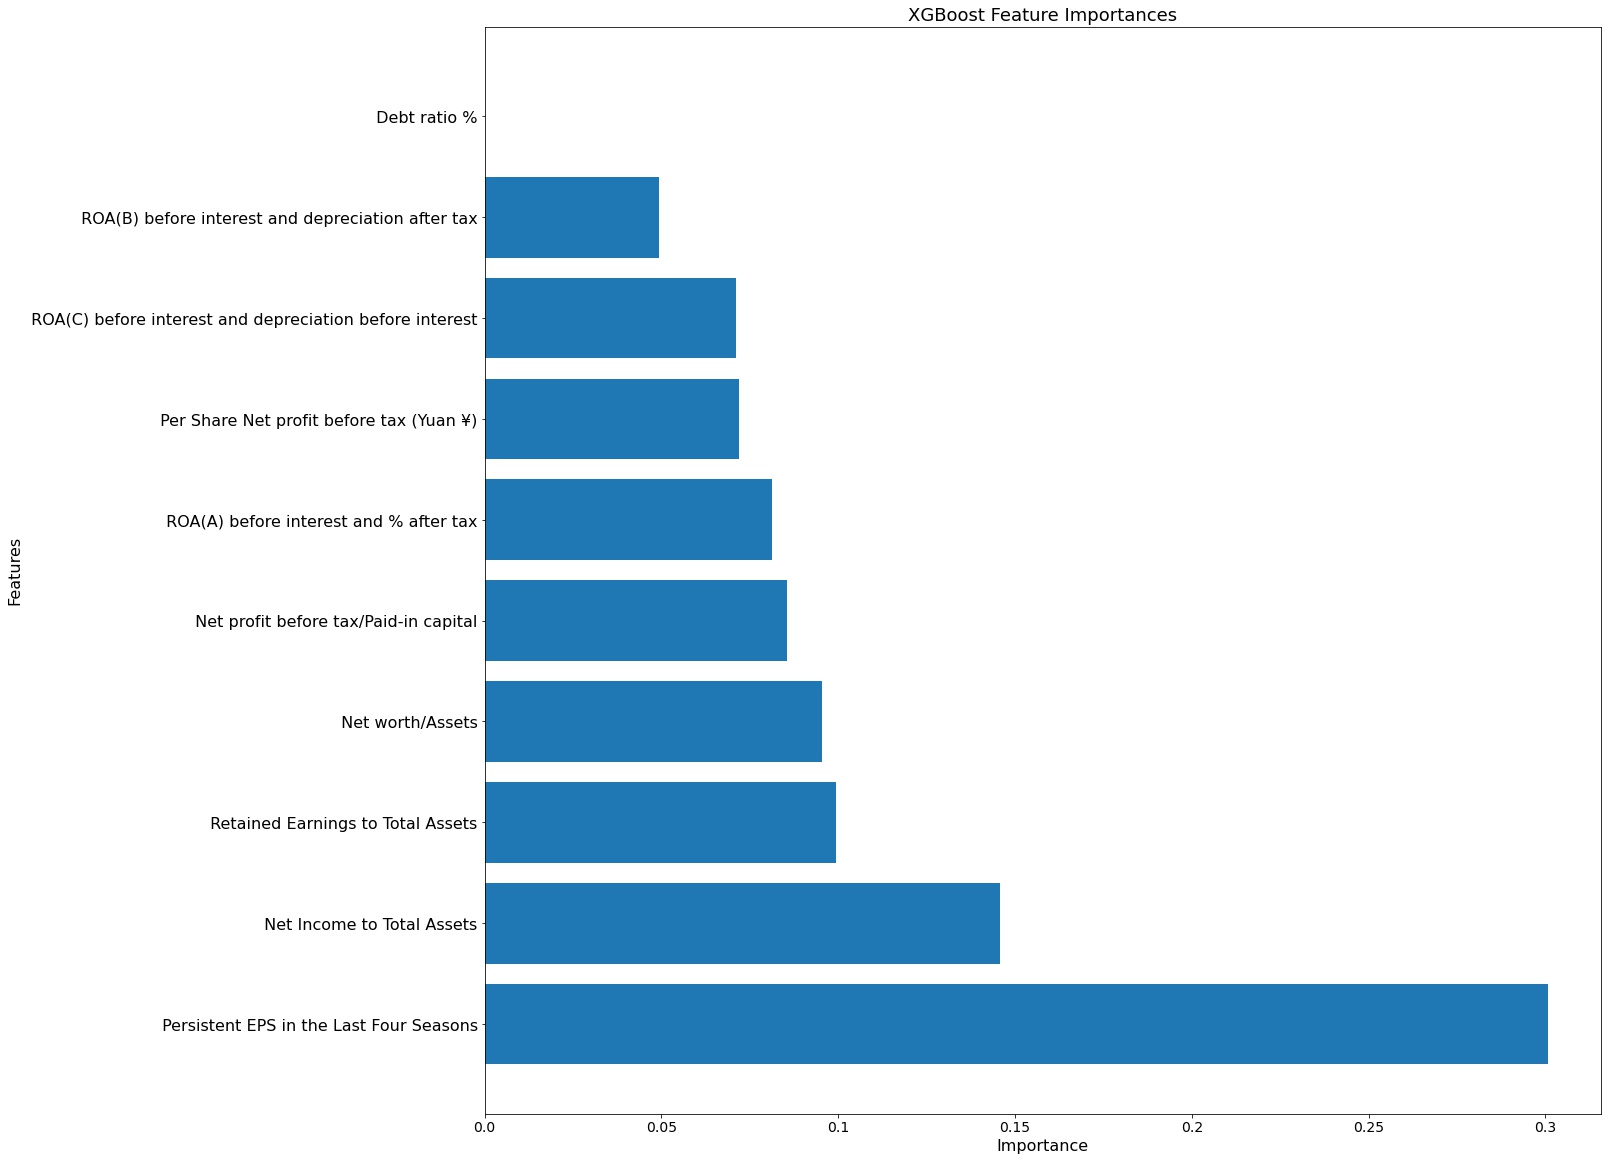 XGBoost Feature Importances
Debt ratio %
ROA(B) before interest and depreciation after tax
ROA(C) before interest and depreciation before interest
Per Share Net profit before tax (Yuan ¥)
ROA(A) before interest and % after tax
Net profit before tax/Paid-in capital
Net worth/Assets
Retained Earnings to Total Assets
Net Income to Total Assets
Persistent EPS in the Last Four Seasons
Features
0.0 0.05 0.1 0.15 0.2 0.25 0.3
Importance